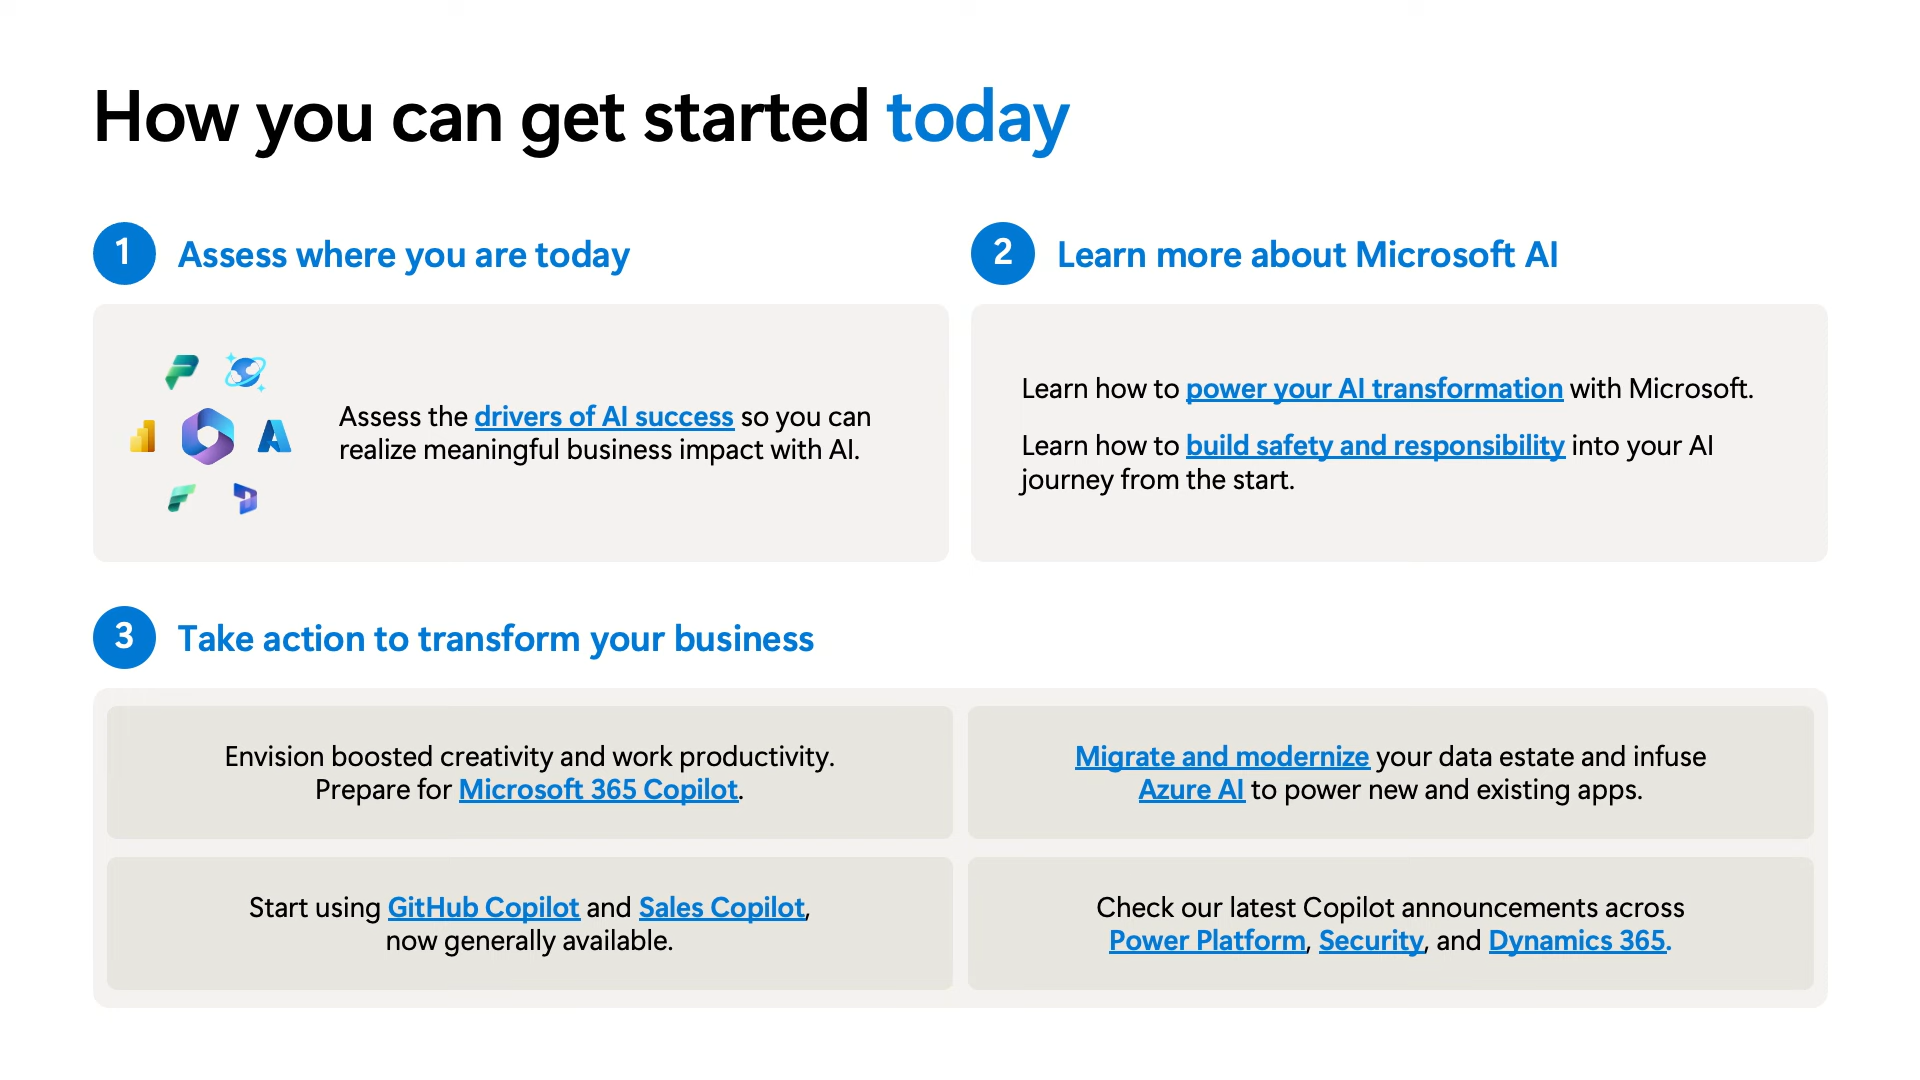 How you can get started today
1
Assess where you are today
Assess the drivers of AI success so you can
realize meaningful business impact with AI.
2
Learn more about Microsoft AI
Learn how to power your AI transformation with Microsoft.
Learn how to build safety and responsibility into your AI
journey from the start.
3
Take action to transform your business
Envision boosted creativity and work productivity.
Prepare for Microsoft 365 Copilot.
Migrate and modernize your data estate and infuse
Azure AI to power new and existing apps.
Start using GitHub Copilot and Sales Copilot,
now generally available.
Check our latest Copilot announcements across
Power Platform, Security, and Dynamics 365.